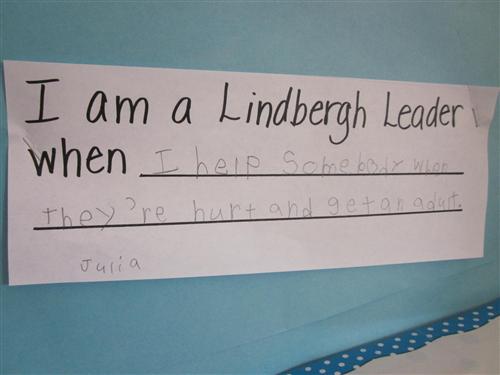 I am a Lindbergh Leader
when I help Somebody when
they're hurt and get an adult.
Julia